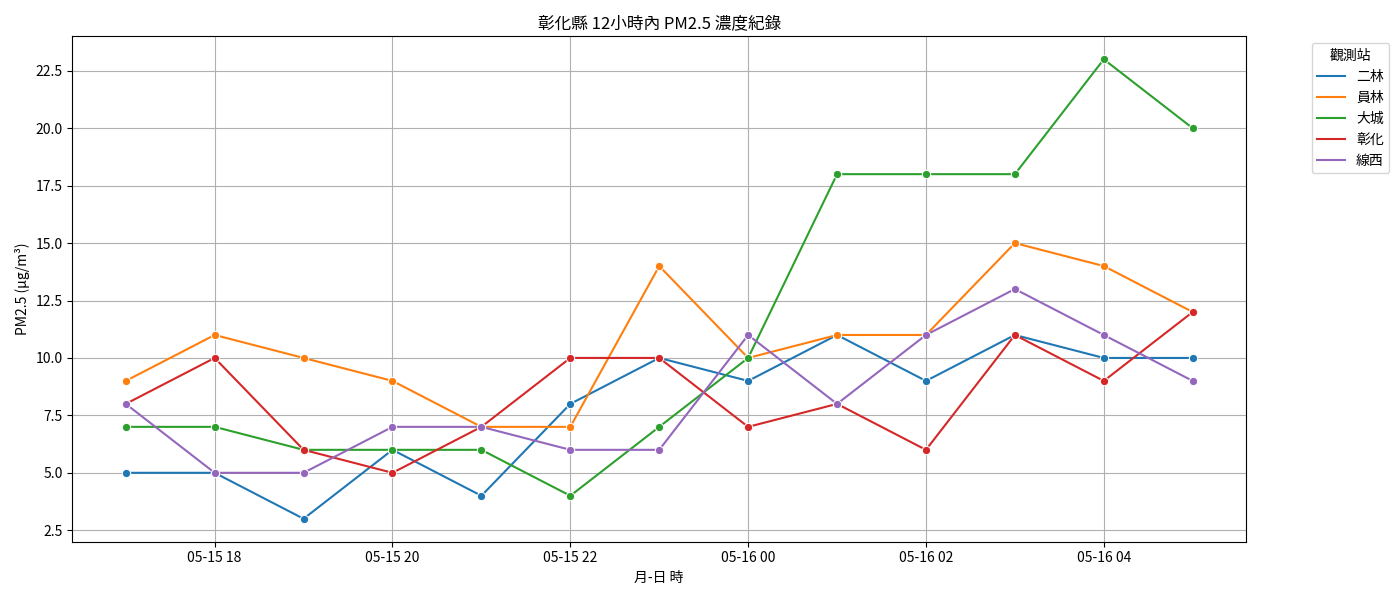 彰化縣 12小時內 PM2.5 濃度紀錄
PM2.5 (μg/m³)
22.5
20.0
17.5
15.0
12.5
10.0
7.5
5.0
2.5
05-15 18
05-15 20
05-15 22
05-16 00
05-16 02
05-16 04
月-日 時
觀測站
二林
員林
大城
彰化
線西